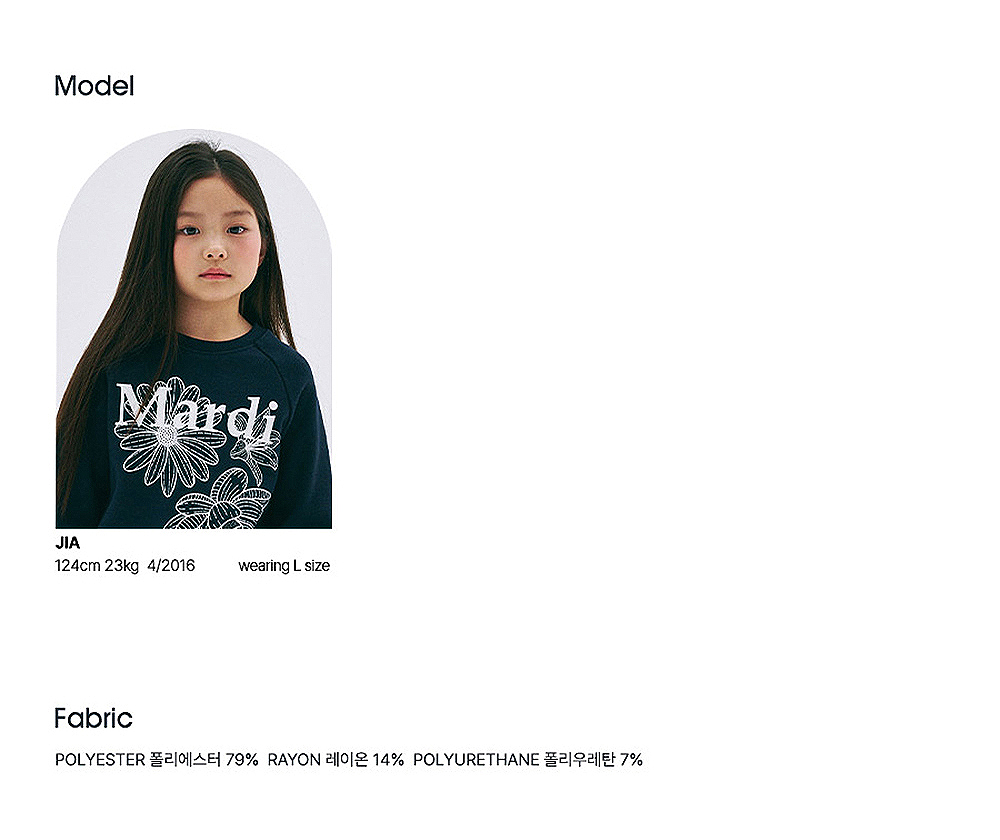 Model
Mardi
JIA
124cm 23kg 4/2016 wearing L size
Fabric
POLYESTER 폴리에스터 79% RAYON 레이온 14% POLYURETHANE 폴리우레탄 7%